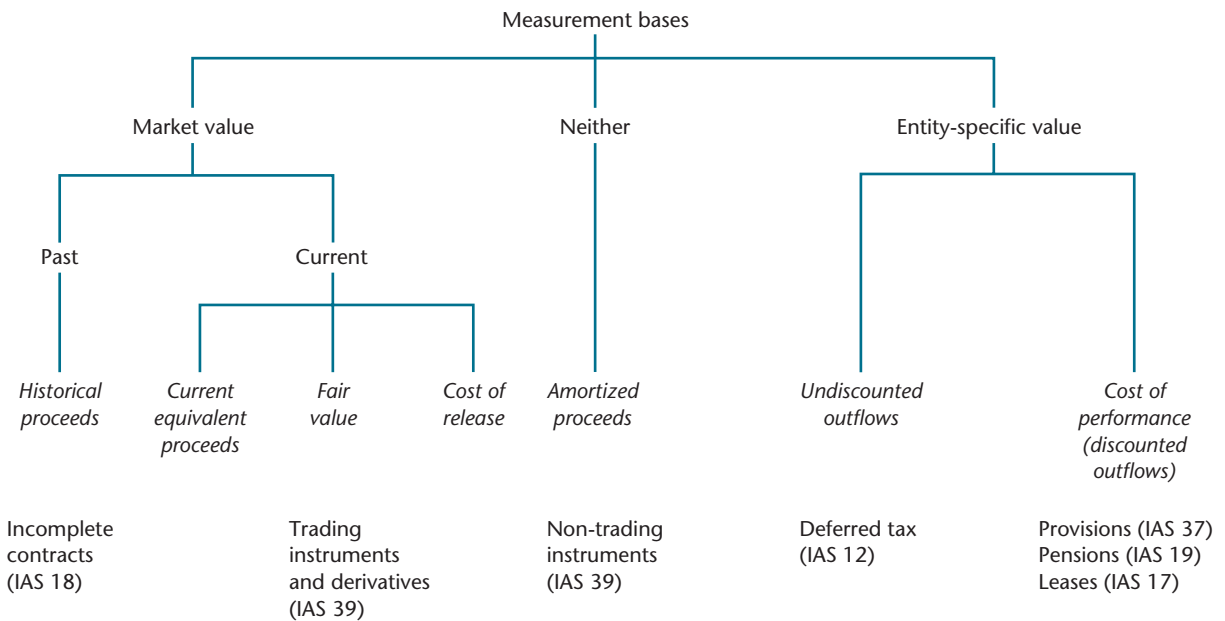 Measurement bases
Market value
Neither
Entity-specific value
Past
Current
Historical
proceeds
Current
equivalent
proceeds
Fair
value
Cost of
release
Amortized
proceeds
Undiscounted
outflows
Cost of
performance
(discounted
outflows)
Incomplete
contracts
(IAS 18)
Trading
instruments
and derivatives
(IAS 39)
Non-trading
instruments
(IAS 39)
Deferred tax
(IAS 12)
Provisions (IAS 37)
Pensions (IAS 19)
Leases (IAS 17)